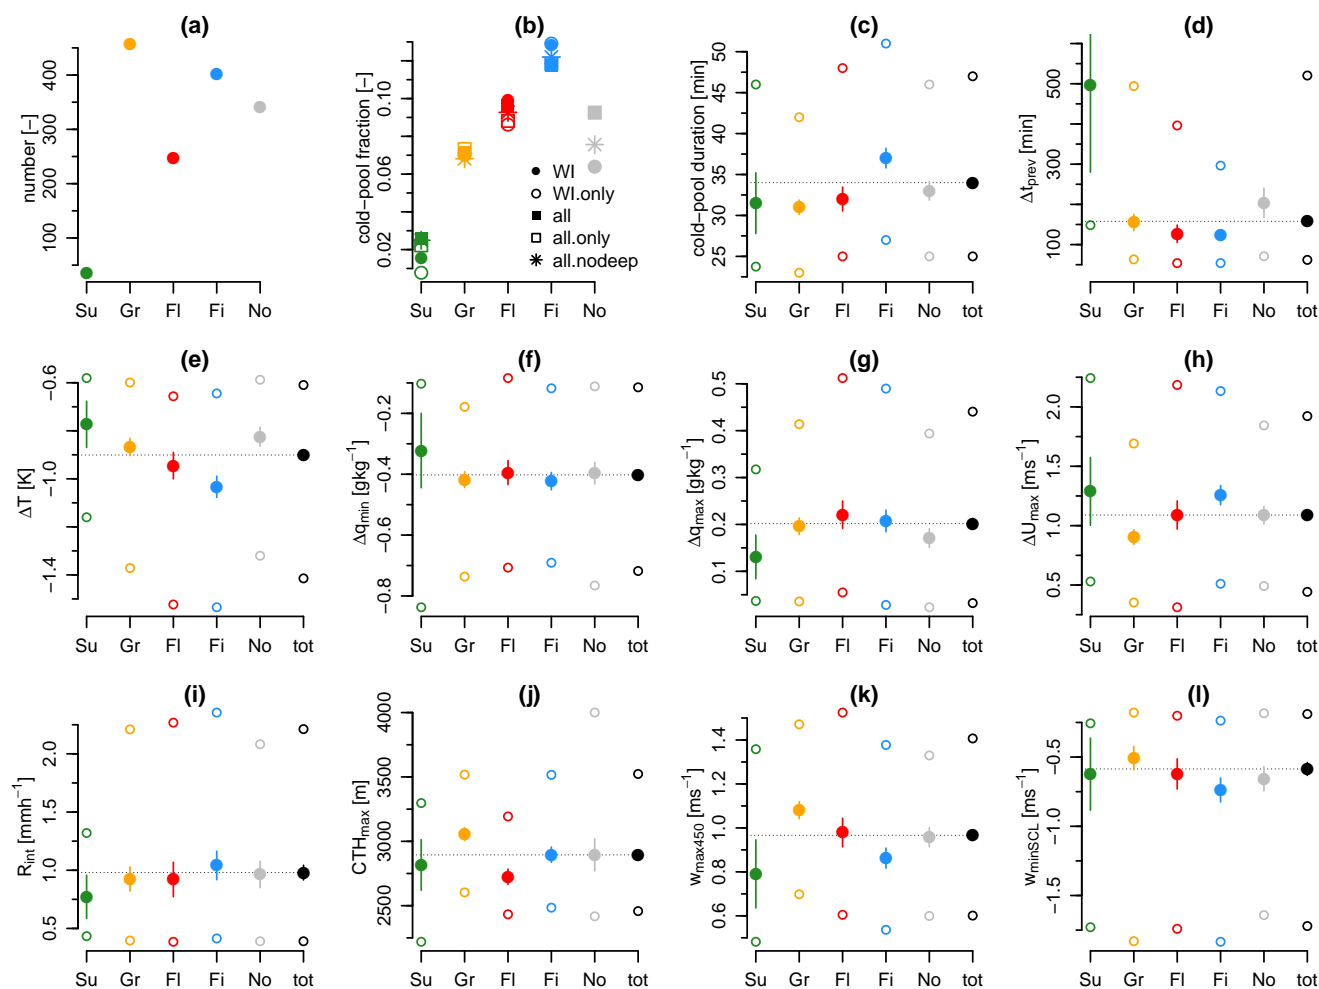 (a)
number [−]
100
200
300
400
Su Gr Fl Fi No
(b)
cold−pool fraction [−]
0.02
0.06
0.10
WI
WI.only
all
all.only
all.nodeep
Su Gr Fl Fi No
(c)
cold−pool duration [min]
25
30
35
40
45
50
Su Gr Fl Fi No tot
(d)
Δtprev [min]
100
300
500
Su Gr Fl Fi No tot
(e)
ΔT [K]
−1.4
−1.0
−0.6
Su Gr Fl Fi No tot
(f)
Δqmin [gkg−1]
−0.8
−0.6
−0.4
−0.2
Su Gr Fl Fi No tot
(g)
Δqmax [gkg−1]
0.1
0.2
0.3
0.4
0.5
Su Gr Fl Fi No tot
(h)
ΔUmax [ms−1]
0.5
1.0
1.5
2.0
Su Gr Fl Fi No tot
(i)
Rint [mmh−1]
0.5
1.0
1.5
2.0
Su Gr Fl Fi No tot
(j)
CTHmax [m]
2500
3000
3500
4000
Su Gr Fl Fi No tot
(k)
wmax450 [ms−1]
0.6
0.8
1.0
1.2
1.4
Su Gr Fl Fi No tot
(l)
wminSCL [ms−1]
−1.5
−1.0
−0.5
Su Gr Fl Fi No tot